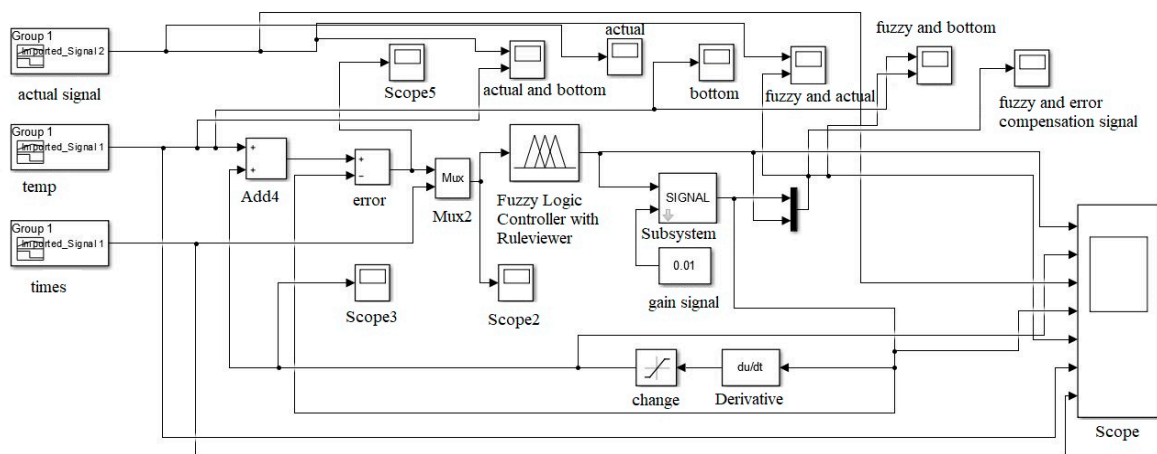 Group 1
Imported_Signal 2
actual signal
Group 1
Imported_Signal 1
temp
Group 1
Imported_Signal 1
times
Scope5
actual and bottom
actual
bottom
fuzzy and actual
fuzzy and bottom
fuzzy and error
compensation signal
+
+
Add4
+
−
error
Mux
Mux2
Fuzzy Logic
Controller with
Ruleviewer
SIGNAL
Subsystem
0.01
gain signal
Scope3
Scope2
change
du/dt
Derivative
Scope